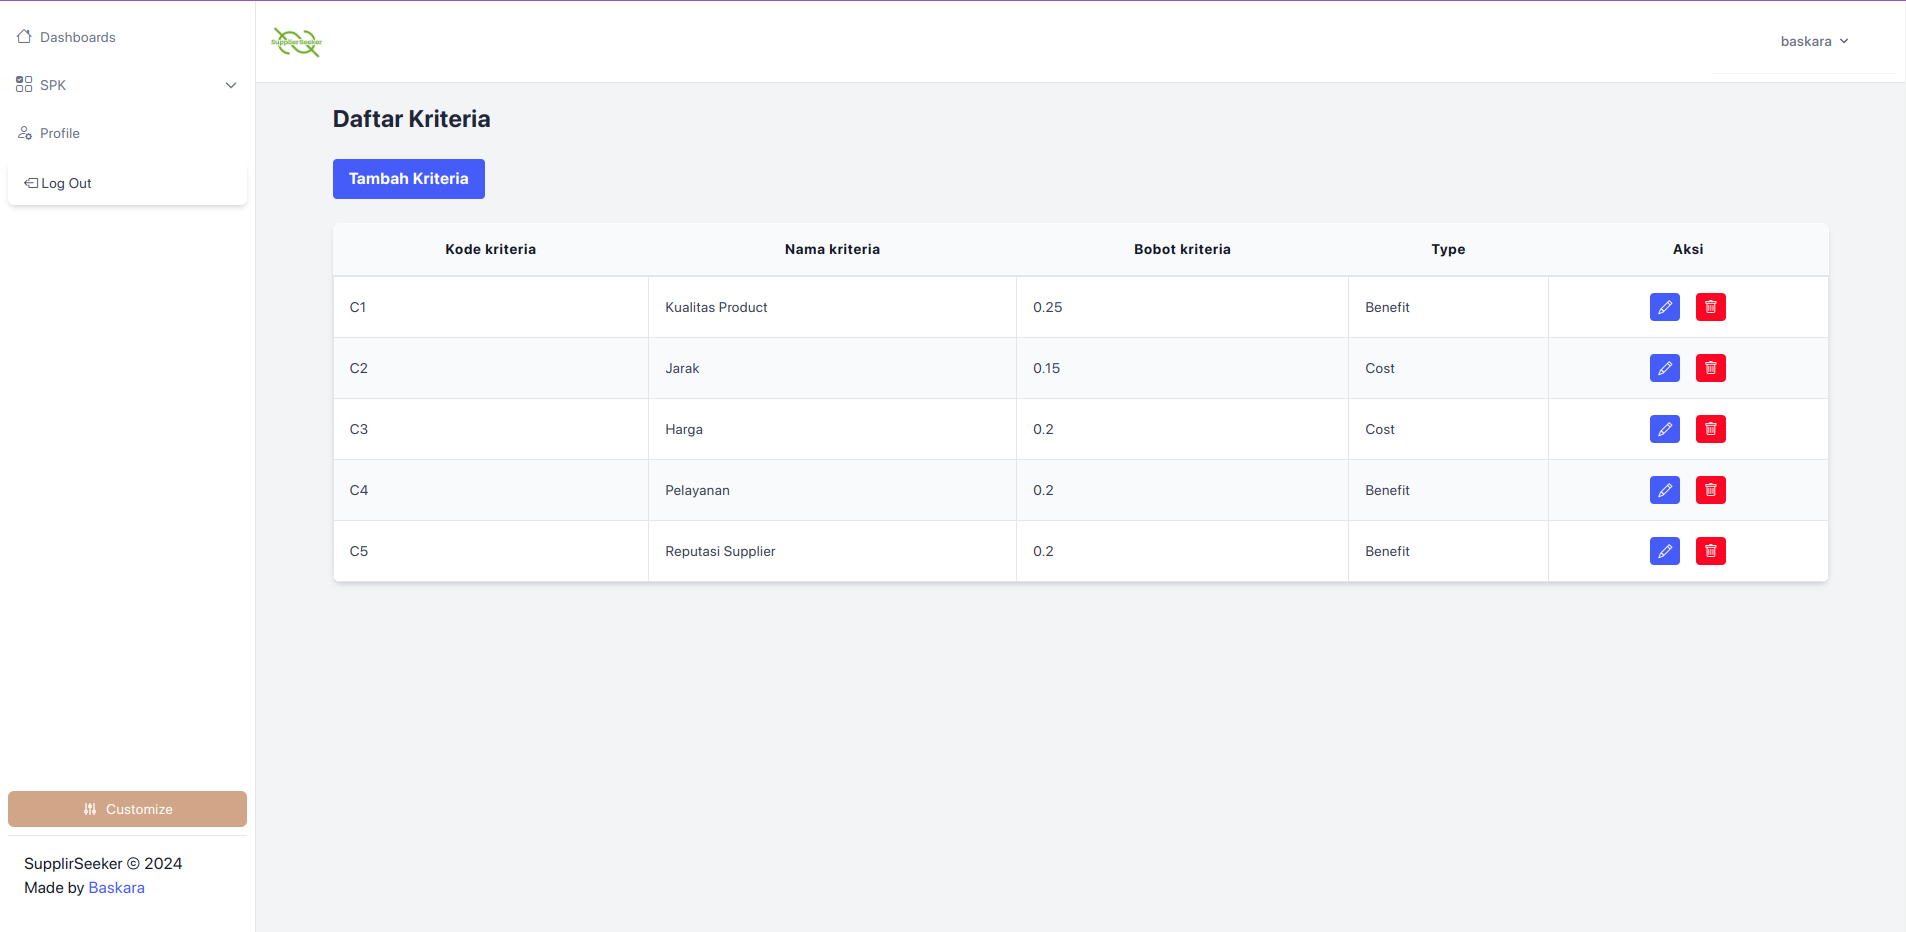 Dashboards
SPK
Profile
Log Out
Customize
SupplirSeeker © 2024
Made by Baskara
SupplierSeeker
baskara
Daftar Kriteria
Tambah Kriteria
Kode kriteria Nama kriteria Bobot kriteria Type Aksi
C1 Kualitas Product 0.25 Benefit
C2 Jarak 0.15 Cost
C3 Harga 0.2 Cost
C4 Pelayanan 0.2 Benefit
C5 Reputasi Supplier 0.2 Benefit